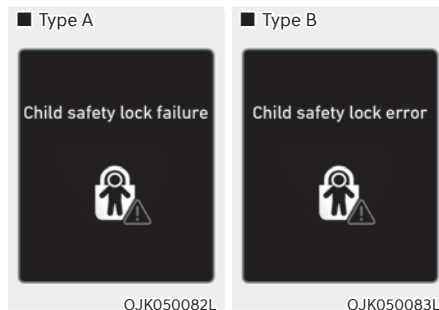 ■ Type A
■ Type B
Child safety lock failure
Child safety lock error
OJK050082L
OJK050083L